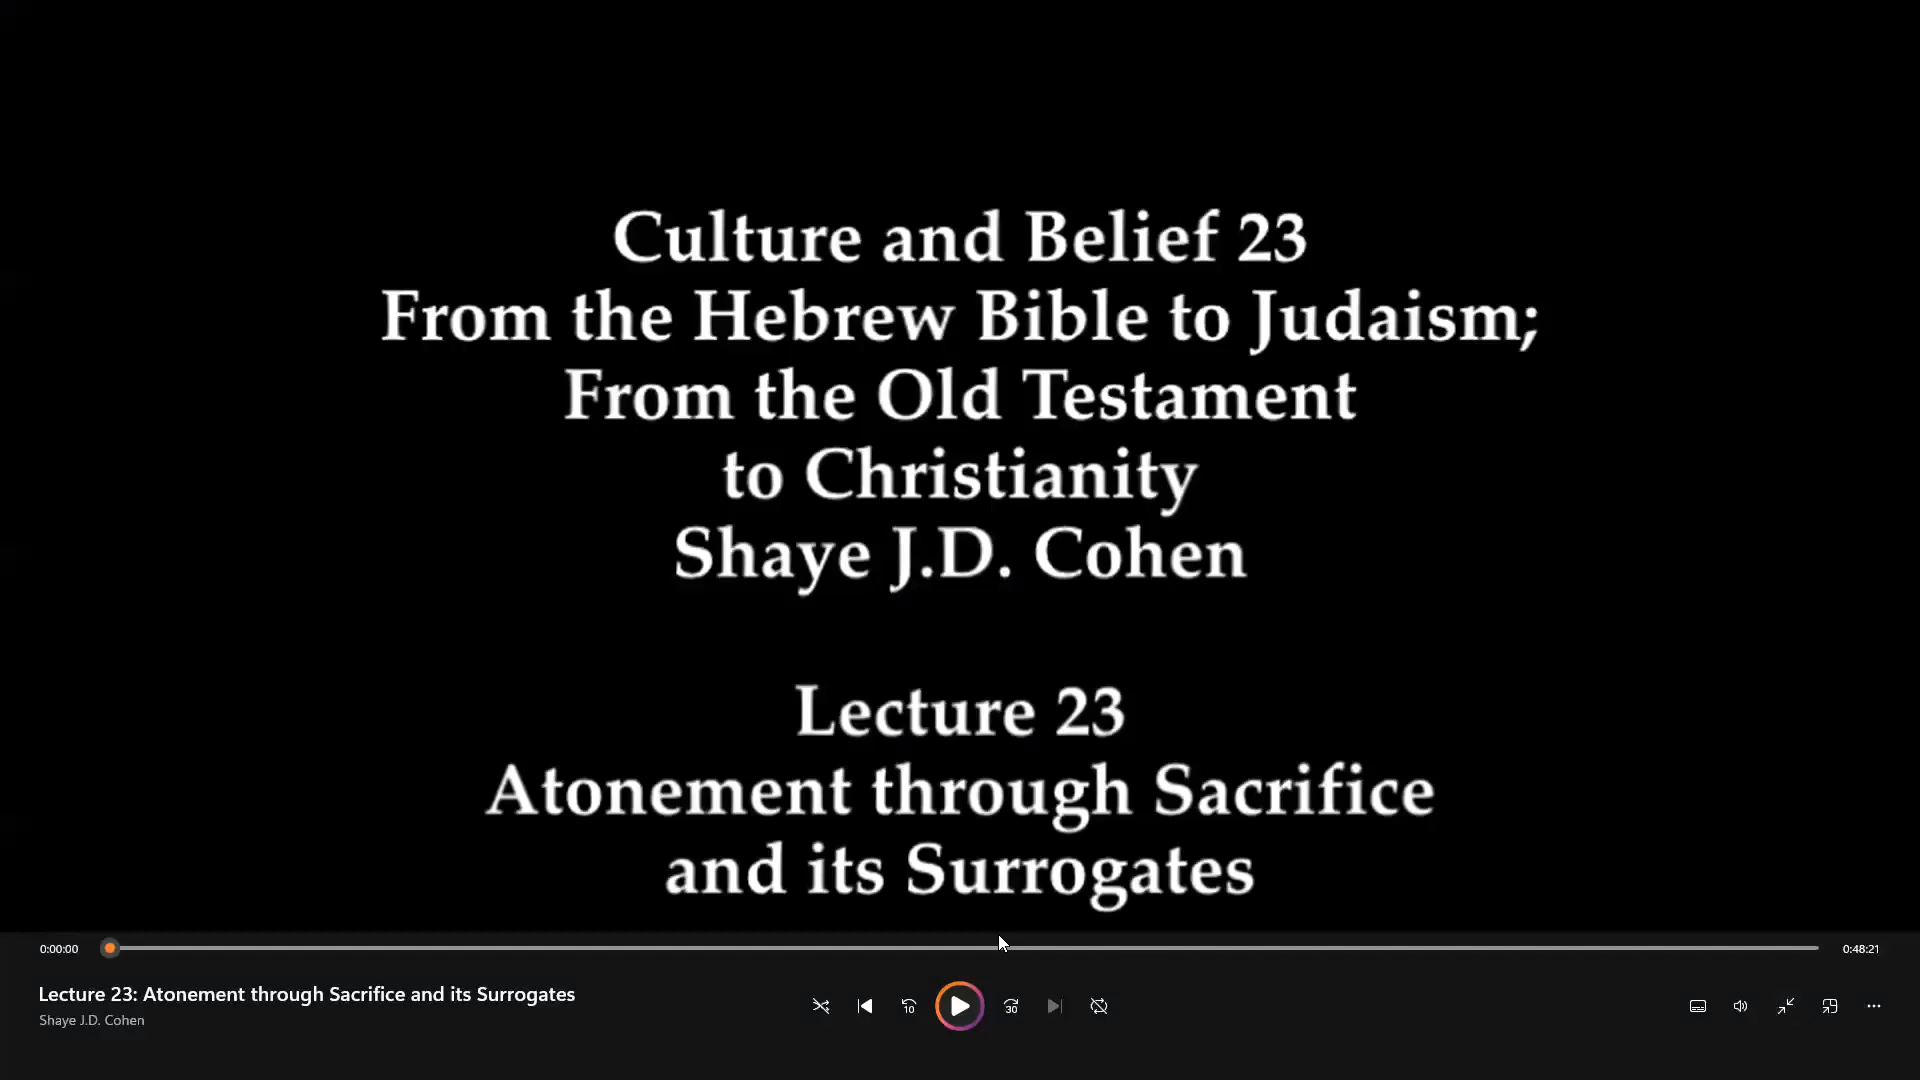 Culture and Belief 23
From the Hebrew Bible to Judaism;
From the Old Testament
to Christianity
Shaye J.D. Cohen
Lecture 23
Atonement through Sacrifice
and its Surrogates
0:00:00
0:48:21
Lecture 23: Atonement through Sacrifice and its Surrogates
Shaye J.D. Cohen
10
30